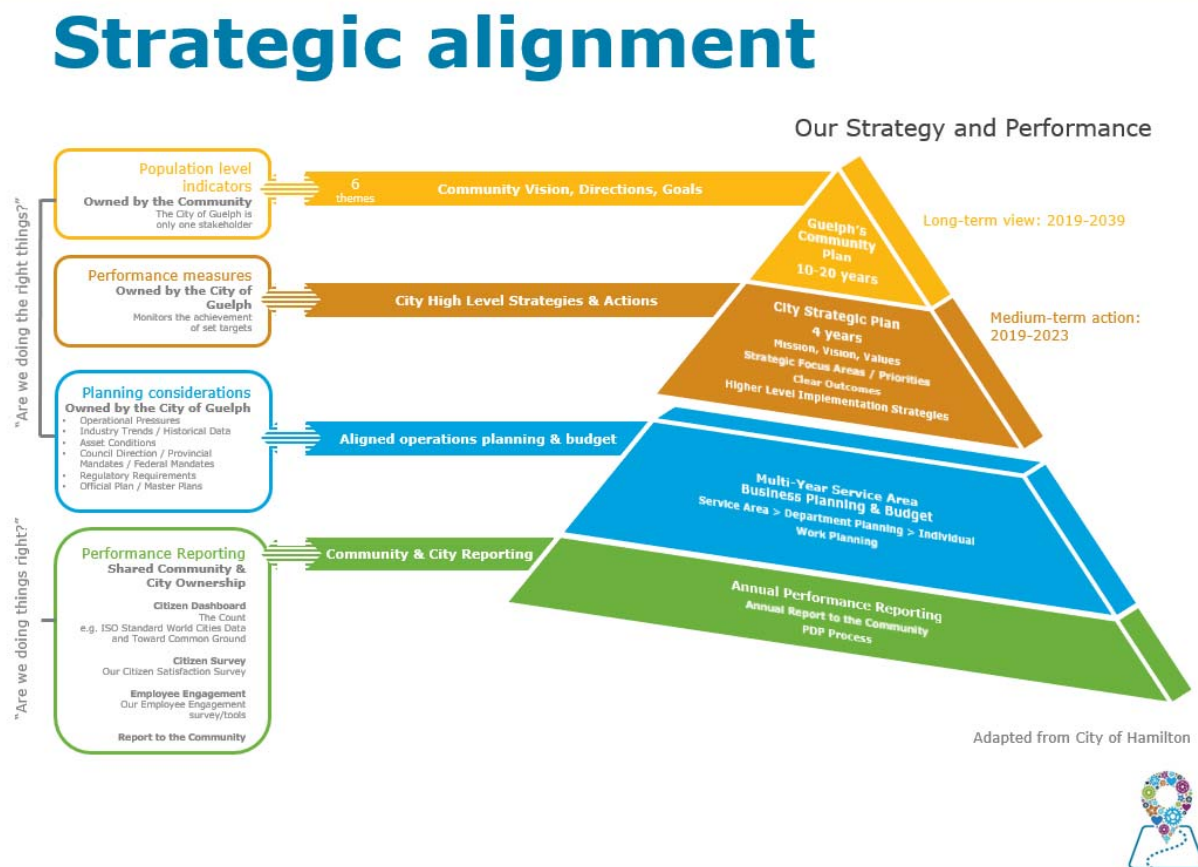 Strategic alignment
Our Strategy and Performance
"Are we doing the right things?"
Population level
indicators
Owned by the Community
The City of Guelph is
only one stakeholder
6
themes
Community Vision, Directions, Goals
Guelph's
Community
Plan
10-20 years
Long-term view: 2019-2039
Performance measures
Owned by the City of
Guelph
Monitors the achievement
of set targets
City High Level Strategies & Actions
City Strategic Plan
4 years
Mission, Vision, Values
Strategic Focus Areas / Priorities
Clear Outcomes
Higher Level Implementation Strategies
Medium-term action:
2019-2023
Planning considerations
Owned by the City of Guelph
• Operational Pressures
• Industry Trends / Historical Data
• Asset Conditions
• Council Direction / Provincial
Mandates / Federal Mandates
• Regulatory Requirements
• Official Plan / Master Plans
Aligned operations planning & budget
Multi-Year Service Area
Business Planning & Budget
Service Area > Department Planning > Individual
Work Planning
"Are we doing things right?"
Performance Reporting
Shared Community &
City Ownership
Citizen Dashboard
The Count
e.g. ISO Standard World Cities Data
and Toward Common Ground
Citizen Survey
Our Citizen Satisfaction Survey
Employee Engagement
Our Employee Engagement
survey/tools
Report to the Community
Community & City Reporting
Annual Performance Reporting
Annual Report to the Community
PDP Process
Adapted from City of Hamilton